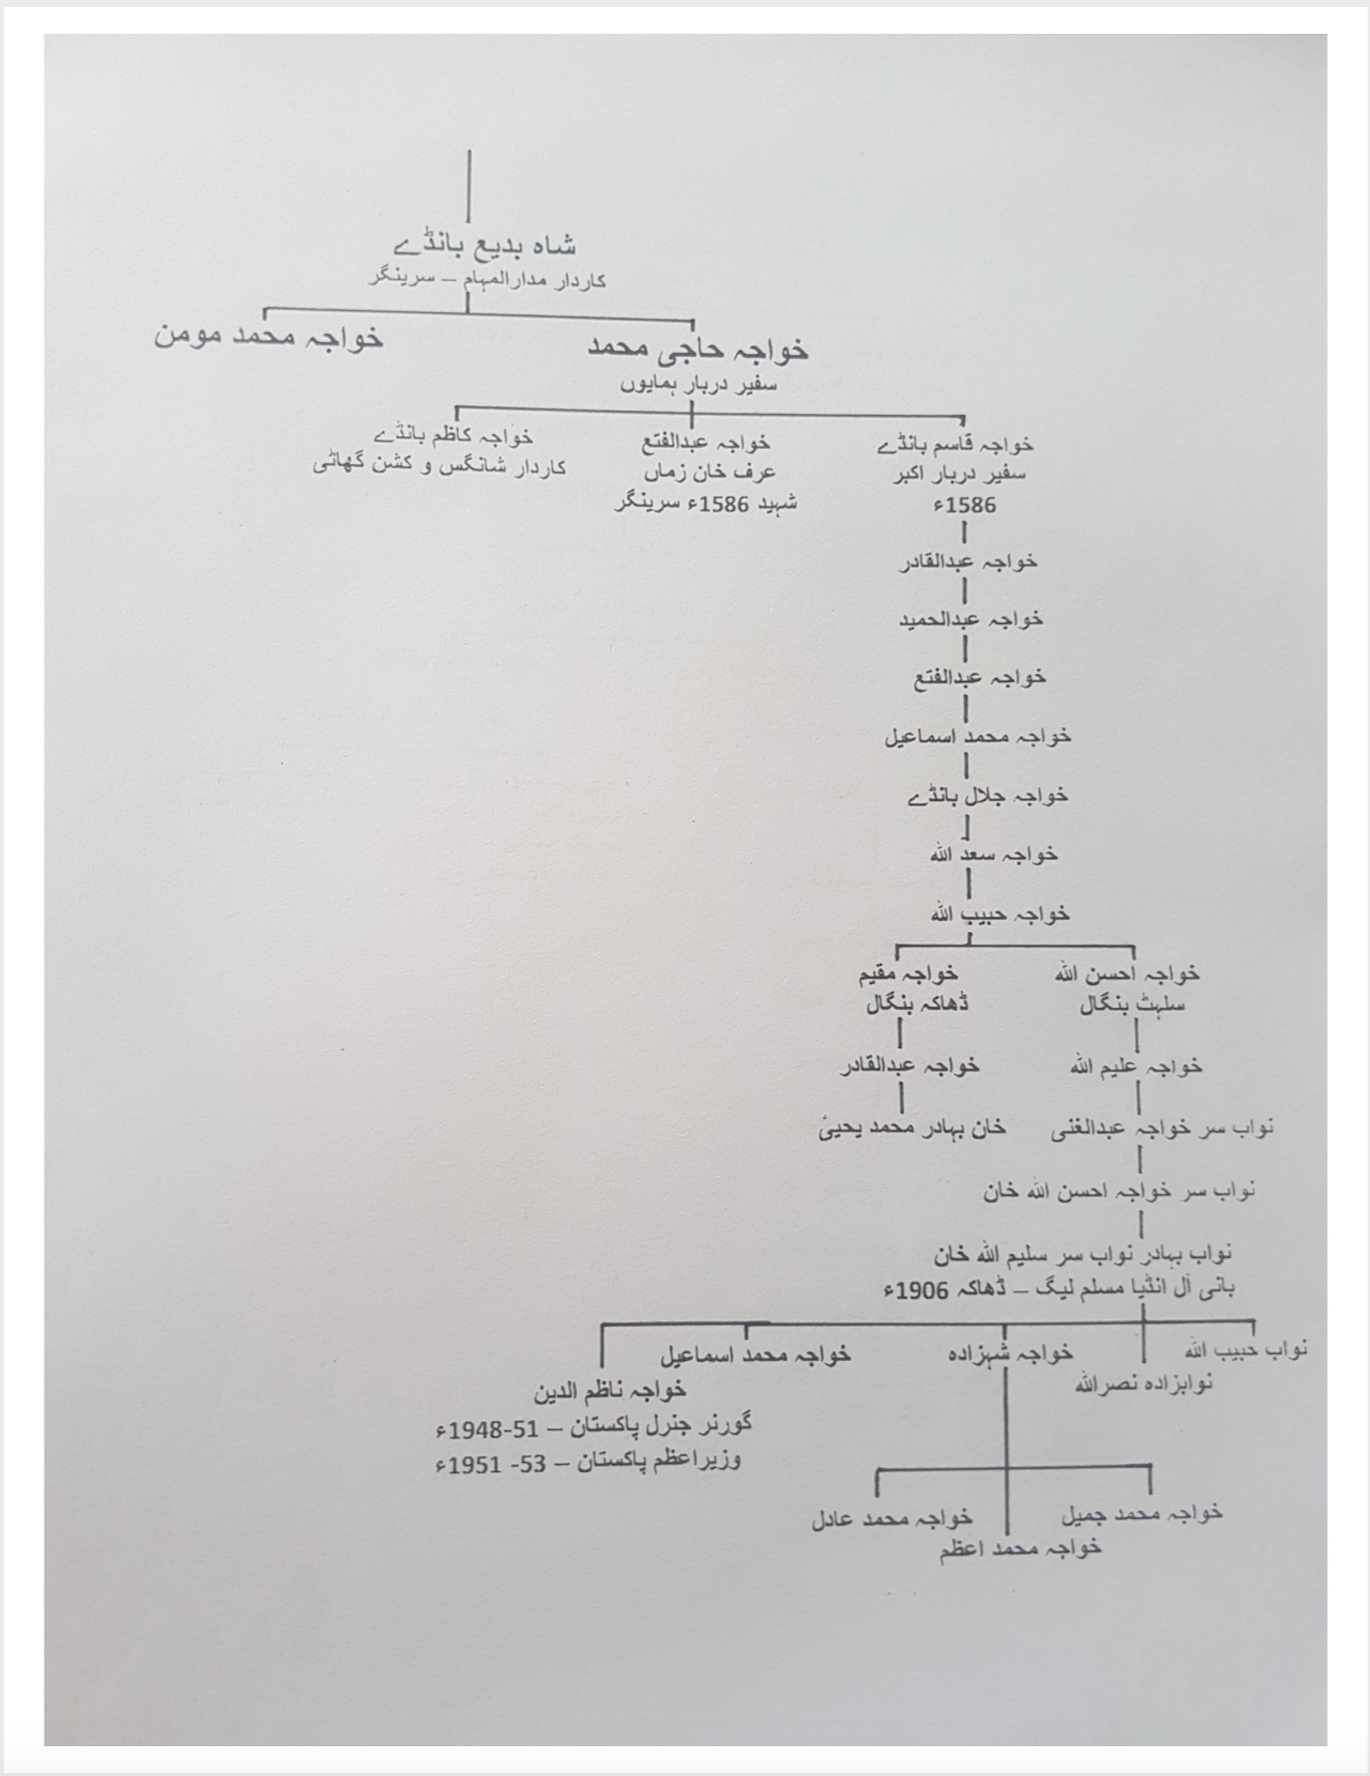 شاہ بدیع بانڈے
کاردار مدارالمہام – سرینگر
خواجہ حاجی محمد
سفیر دربار ہمایوں
خواجہ محمد مومن
خواجہ قاسم بانڈے
سفیر دربار اکبر
1586ء
خواجہ عبدالفتع
عرف خان زماں
شہید 1586ء سرینگر
خواجہ کاظم بانڈے
کاردار شانگس و کشن گھاٹی
خواجہ عبدالقادر
خواجہ عبدالحمید
خواجہ عبدالفتع
خواجہ محمد اسماعیل
خواجہ جلال بانڈے
خواجہ سعد اللہ
خواجہ حبیب اللہ
خواجہ احسن اللہ
سلہٹ بنگال
خواجہ مقیم
ڈھاکہ بنگال
خواجہ علیم اللہ
خواجہ عبدالقادر
نواب سر خواجہ عبدالغنی
خان بہادر محمد یحییٰ
نواب سر خواجہ احسن اللہ خان
نواب بہادر نواب سر سلیم اللہ خان
بانی آل انڈیا مسلم لیگ – ڈھاکہ 1906ء
نواب حبیب اللہ
نوابزادہ نصراللہ
خواجہ شہزادہ
خواجہ محمد اسماعیل
خواجہ ناظم الدین
گورنر جنرل پاکستان – 51-1948ء
وزیراعظم پاکستان – 53- 1951ء
خواجہ محمد جمیل
خواجہ محمد اعظم
خواجہ محمد عادل